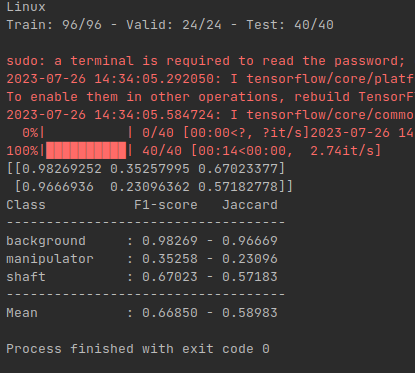 Linux
Train: 96/96 - Valid: 24/24 - Test: 40/40
sudo: a terminal is required to read the password;
2023-07-26 14:34:05.292050: I tensorflow/core/platf
To enable them in other operations, rebuild TensorF
2023-07-26 14:34:05.584724: I tensorflow/core/commo
0%| | 0/40 [00:00<?, ?it/s]2023-07-26 14
100%|██████████| 40/40 [00:14<00:00, 2.74it/s]
[[0.98269252 0.35257995 0.67023377]
[0.9666936 0.23096362 0.57182778]]
Class F1-score Jaccard
-----------------------------------
background : 0.98269 - 0.96669
manipulator : 0.35258 - 0.23096
shaft : 0.67023 - 0.57183
-----------------------------------
Mean : 0.66850 - 0.58983
Process finished with exit code 0